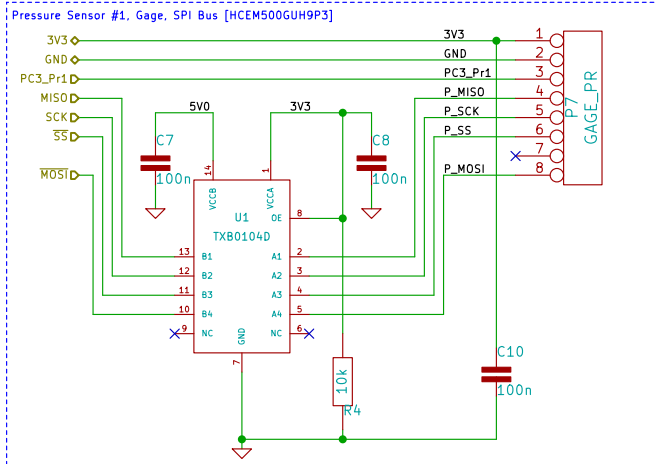 Pressure Sensor #1, Gage, SPI Bus [HCEM500GUH9P3]
3V3 3V3 1
GND GND 2
PC3_Pr1 PC3_Pr1 3
MISO P_MISO 4
SCK 5V0 3V3 P_SCK 5
SS P_SS 6
7
MOSI P_MOSI 8
P7
GAGE_PR
C7
100n
C8
100n
14
1
VCCB
VCCA
U1
OE 8
TXB0104D
13 B1 A1 2
12 B2 A2 3
11 B3 A3 4
10 B4 A4 5
9 NC NC 6
GND
7
10k
R4
C10
100n